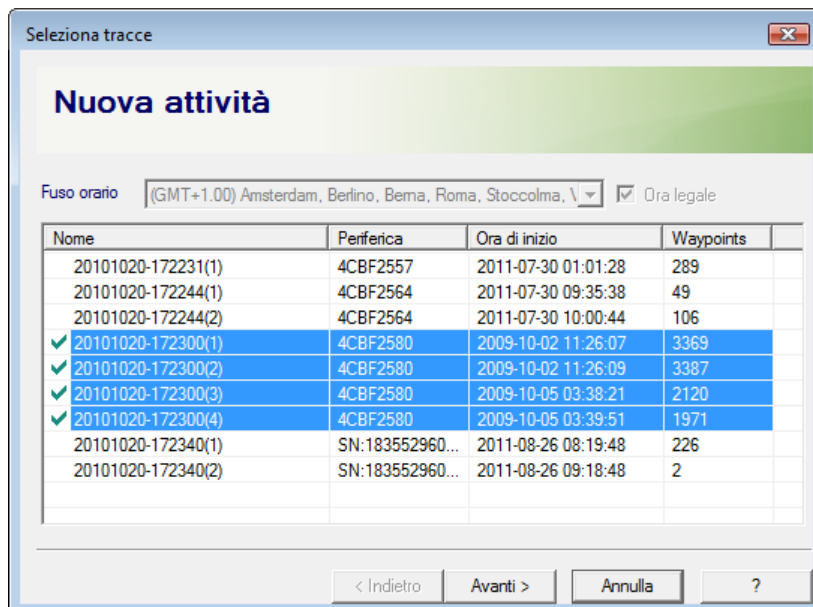 Seleziona tracce
Nuova attività
Fuso orario (GMT+1.00) Amsterdam, Berlino, Berna, Roma, Stoccolma, \ Ora legale
Nome Periferica Ora di inizio Waypoints
20101020-172231(1) 4CBF2557 2011-07-30 01:01:28 289
20101020-172244(1) 4CBF2564 2011-07-30 09:35:38 49
20101020-172244(2) 4CBF2564 2011-07-30 10:00:44 106
20101020-172300(1) 4CBF2580 2009-10-02 11:26:07 3369
20101020-172300(2) 4CBF2580 2009-10-02 11:26:09 3387
20101020-172300(3) 4CBF2580 2009-10-05 03:38:21 2120
20101020-172300(4) 4CBF2580 2009-10-05 03:39:51 1971
20101020-172340(1) SN:183552960... 2011-08-26 08:19:48 226
20101020-172340(2) SN:183552960... 2011-08-26 09:18:48 2
< Indietro Avanti > Annulla ?